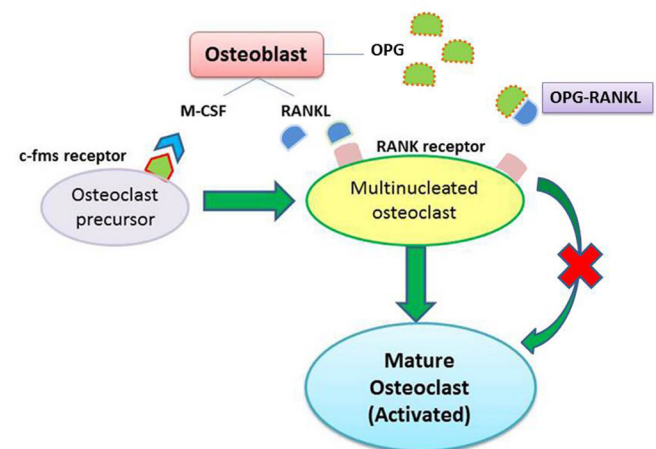 Osteoblast
OPG
OPG-RANKL
M-CSF
RANKL
c-fms receptor
RANK receptor
Osteoclast
precursor
Multinucleated
osteoclast
Mature
Osteoclast
(Activated)